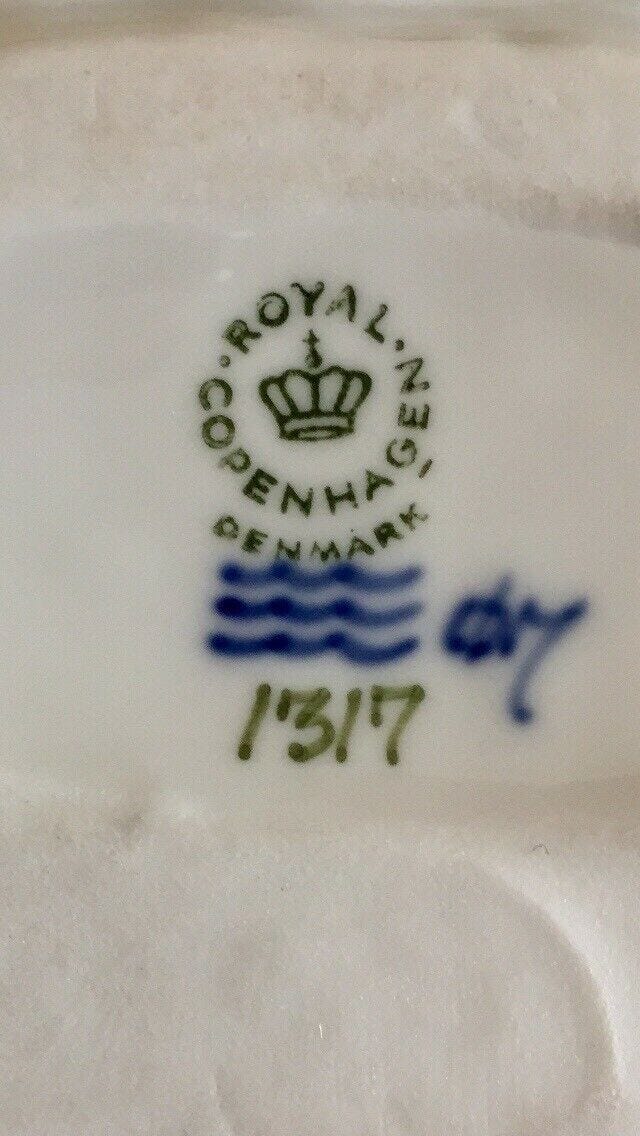 ROYAL·
COPENHAGEN
DENMARK
1317